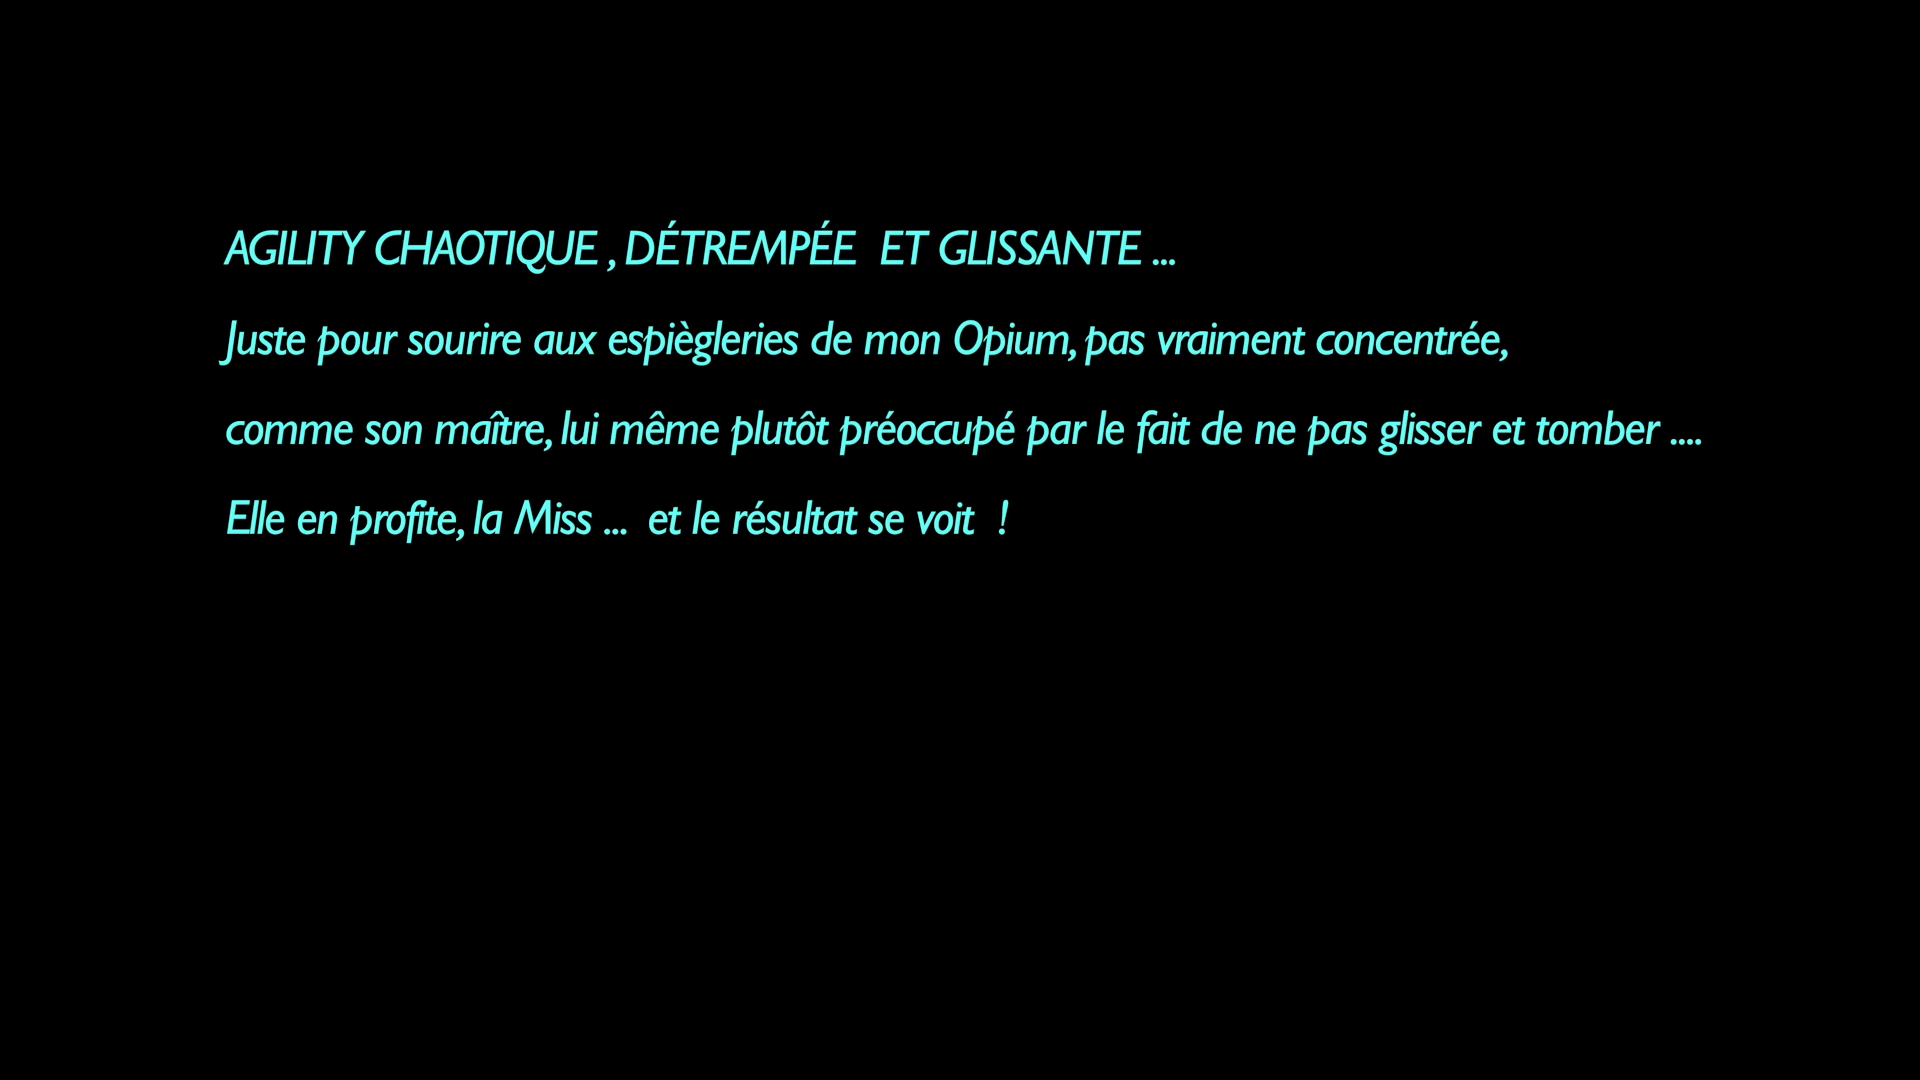 AGILITY CHAOTIQUE , DÉTREMPÉE  ET GLISSANTE ...
Juste pour sourire aux espiègleries de mon Opium, pas vraiment concentrée,
comme son maître, lui même plutôt préoccupé par le fait de ne pas glisser et tomber ....
Elle en profite, la Miss ...  et le résultat se voit  !